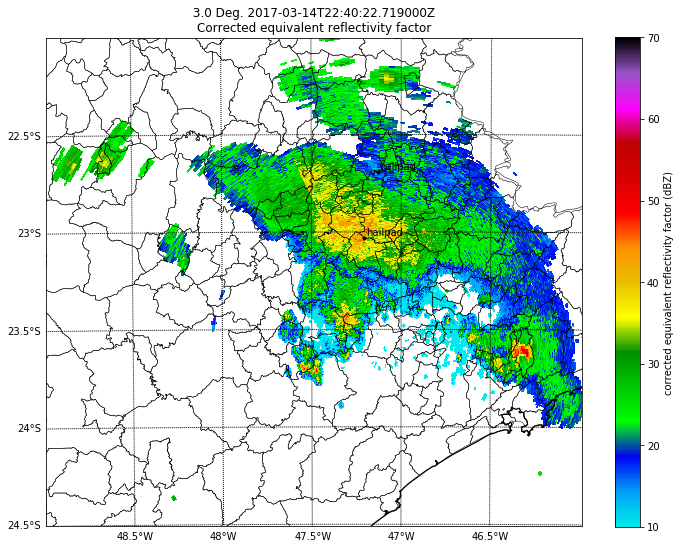 3.0 Deg. 2017-03-14T22:40:22.719000Z
Corrected equivalent reflectivity factor
22.5°S
23°S
23.5°S
24°S
24.5°S
48.5°W
48°W
47.5°W
47°W
46.5°W
hailpad
70
60
50
40
30
20
10
corrected equivalent reflectivity factor (dBZ)